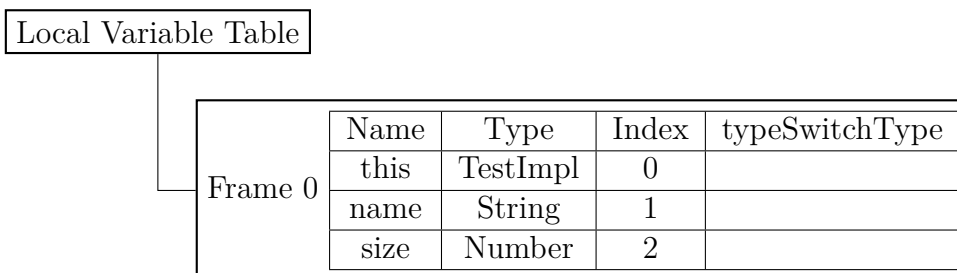 Local Variable Table
Name Type Index typeSwitchType
this TestImpl 0
Frame 0
name String 1
size Number 2